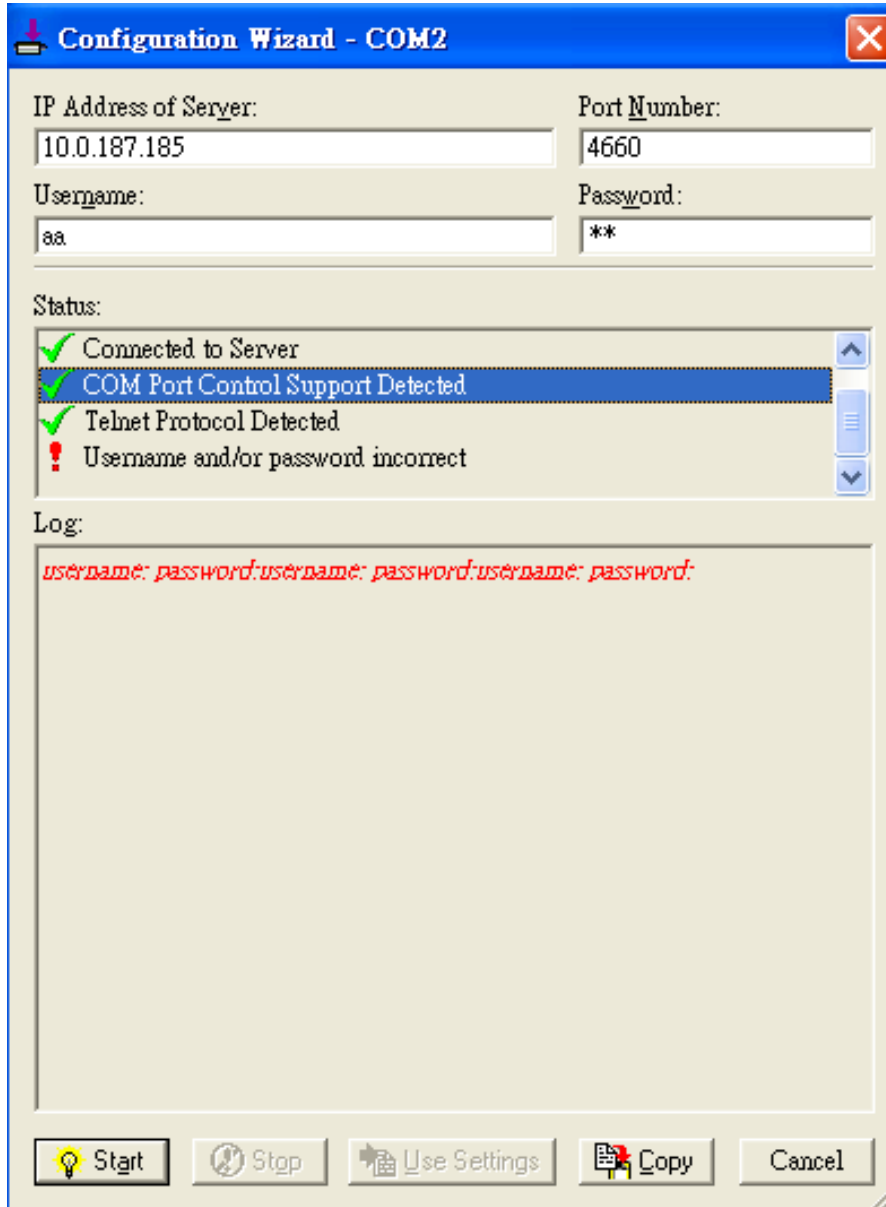 Configuration Wizard - COM2
IP Address of Server: Port Number:
10.0.187.185 4660
Username: Password:
aa **
Status:
Connected to Server
COM Port Control Support Detected
Telnet Protocol Detected
Username and/or password incorrect
Log:
username: password:username: password:username: password:
Start Stop Use Settings Copy Cancel